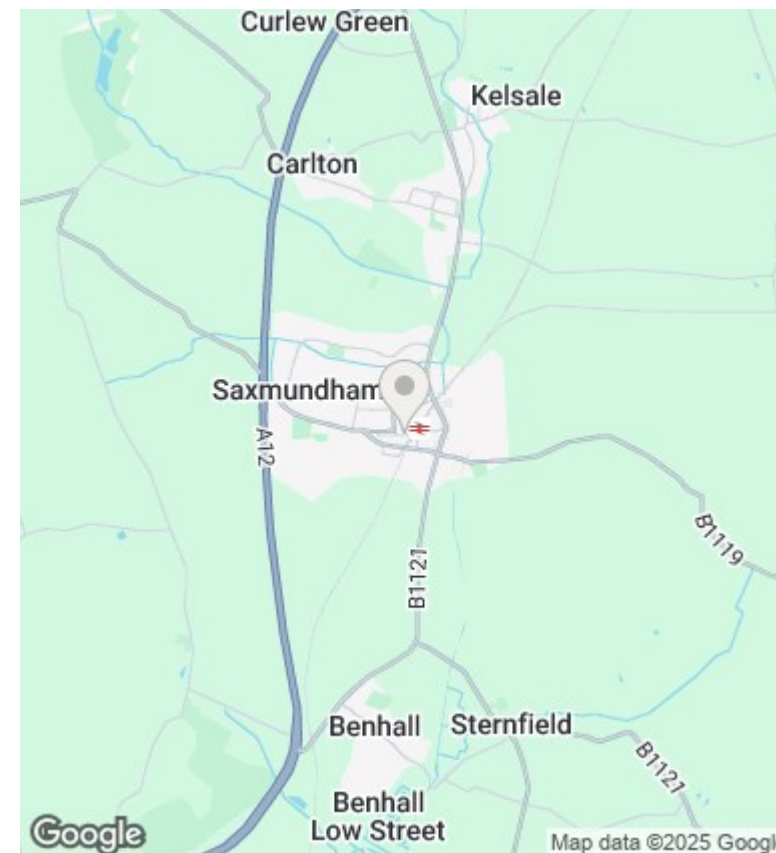 Curlew Green
Kelsale
Carlton
Saxmundham
A12
B1119
B1121
Benhall
Sternfield
B1121
Benhall
Low Street
Google
Map data ©2025 Googl